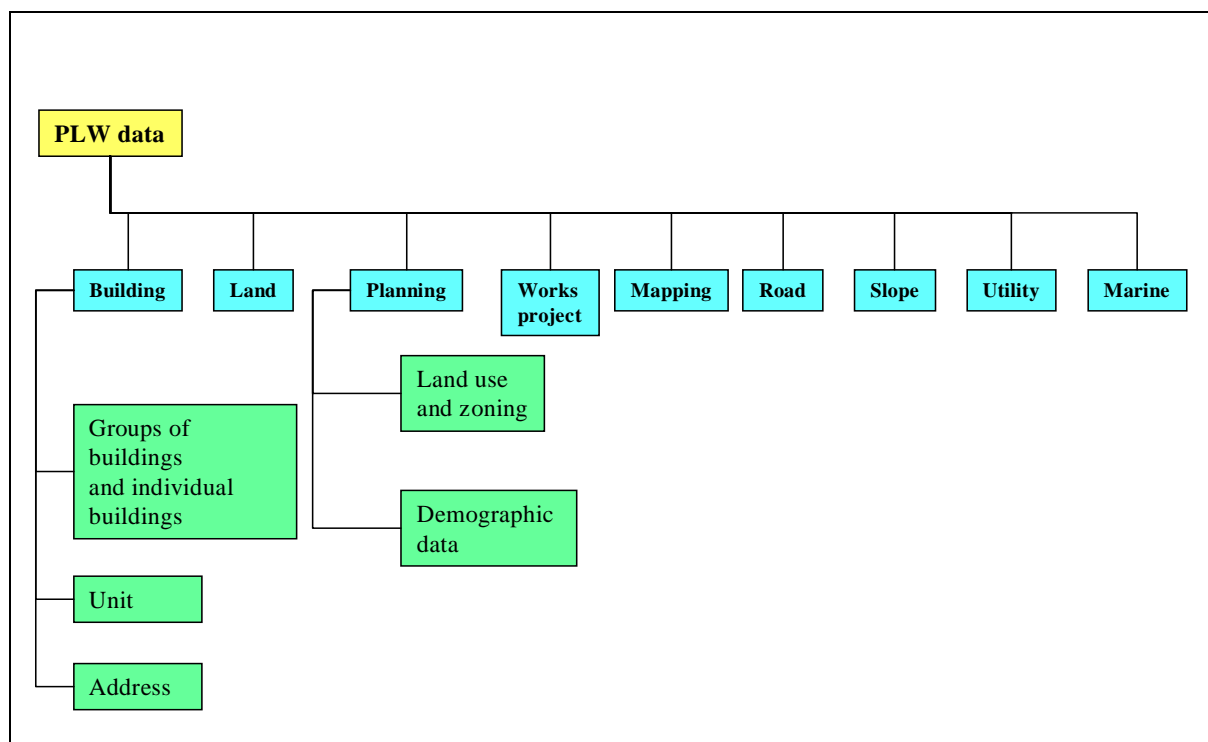 PLW data
Building
Land
Planning
Works
project
Mapping
Road
Slope
Utility
Marine
Groups of
buildings
and individual
buildings
Unit
Address
Land use
and zoning
Demographic
data